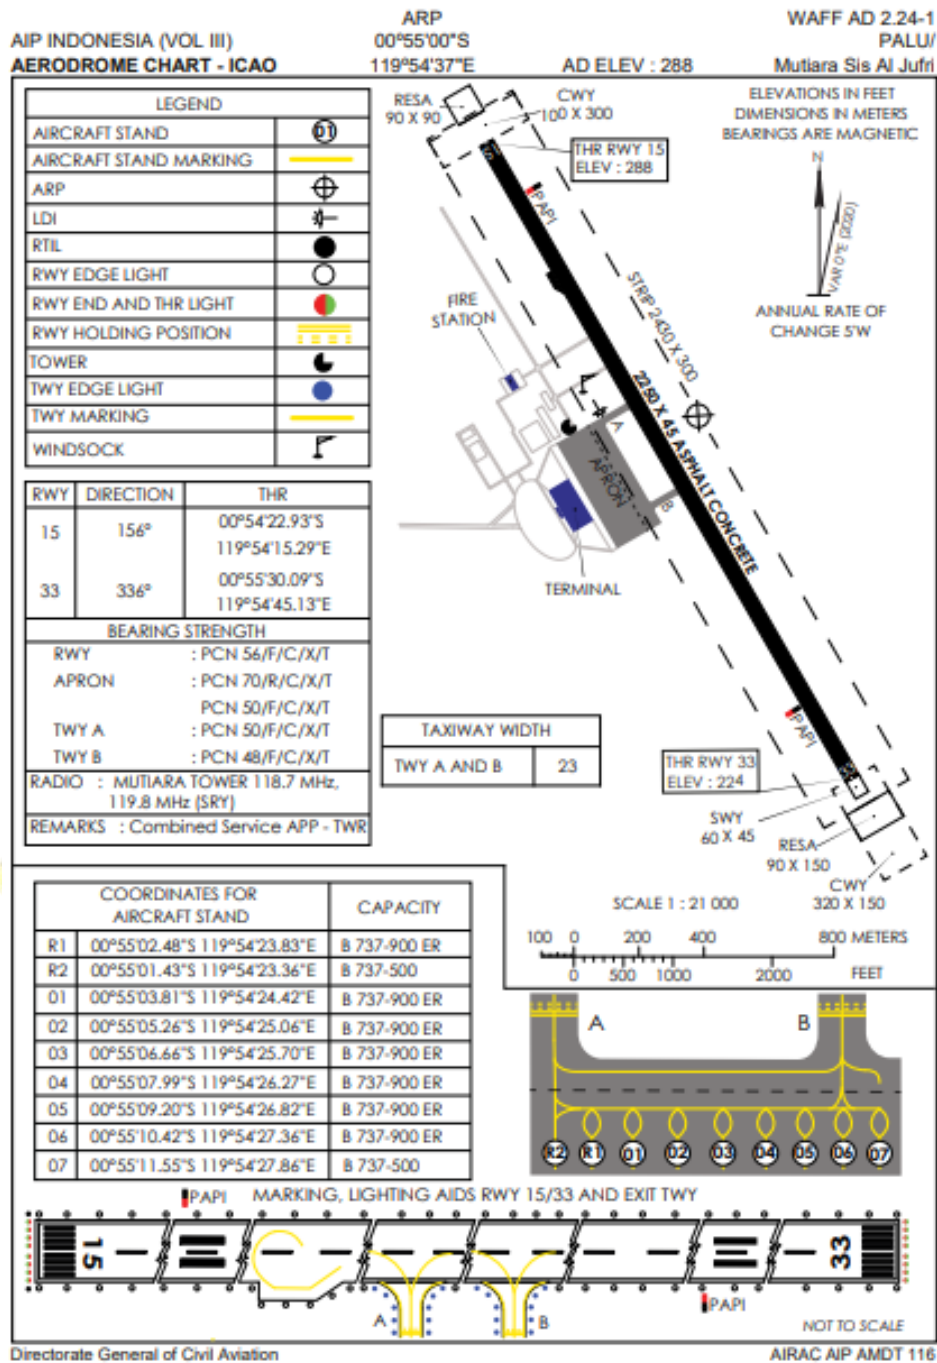 ARP
WAFF AD 2.24-1
AIP INDONESIA (VOL III)
00°55'00"S
PALU/
AERODROME CHART - ICAO
119°54'37"E
AD ELEV : 288
Mutiara Sis Al Jufri
LEGEND
AIRCRAFT STAND
01
AIRCRAFT STAND MARKING
ARP
LDI
RTIL
RWY EDGE LIGHT
RWY END AND THR LIGHT
RWY HOLDING POSITION
TOWER
TWY EDGE LIGHT
TWY MARKING
WINDSOCK
RWY DIRECTION THR
15 156° 00°54'22.93"S
119°54'15.29"E
33 336° 00°55'30.09"S
119°54'45.13"E
BEARING STRENGTH
RWY : PCN 56/F/C/X/T
APRON : PCN 70/R/C/X/T
PCN 50/F/C/X/T
TWY A : PCN 50/F/C/X/T
TWY B : PCN 48/F/C/X/T
RADIO : MUTIARA TOWER 118.7 MHz,
119.8 MHz (SRY)
REMARKS : Combined Service APP - TWR
RESA
90 X 90
CWY
100 X 300
THR RWY 15
ELEV : 288
ELEVATIONS IN FEET
DIMENSIONS IN METERS
BEARINGS ARE MAGNETIC
N
VAR 0°E (2020)
ANNUAL RATE OF
CHANGE 5'W
PAPI
FIRE
STATION
STRIP 2430 X 300
2250 X 45 ASPHALT CONCRETE
A
APRON
B
TERMINAL
TAXIWAY WIDTH
TWY A AND B 23
PAPI
THR RWY 33
ELEV : 224
SWY
60 X 45
RESA
90 X 150
CWY
320 X 150
SCALE 1 : 21 000
100 0 200 400 800 METERS
0 500 1000 2000 FEET
COORDINATES FOR
AIRCRAFT STAND
CAPACITY
R1 00°55'02.48"S 119°54'23.83"E B 737-900 ER
R2 00°55'01.43"S 119°54'23.36"E B 737-500
01 00°55'03.81"S 119°54'24.42"E B 737-900 ER
02 00°55'05.26"S 119°54'25.06"E B 737-900 ER
03 00°55'06.66"S 119°54'25.70"E B 737-900 ER
04 00°55'07.99"S 119°54'26.27"E B 737-900 ER
05 00°55'09.20"S 119°54'26.82"E B 737-900 ER
06 00°55'10.42"S 119°54'27.36"E B 737-900 ER
07 00°55'11.55"S 119°54'27.86"E B 737-500
A B
R2 R1 01 02 03 04 05 06 07
PAPI MARKING, LIGHTING AIDS RWY 15/33 AND EXIT TWY
15 33
A B
PAPI
NOT TO SCALE
Directorate General of Civil Aviation
AIRAC AIP AMDT 116